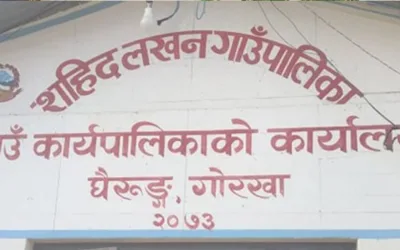 शहिद लखन गाउँपालिका
कार्यपालिकाको
घैरुङ्ग, गोरखा
२०७३